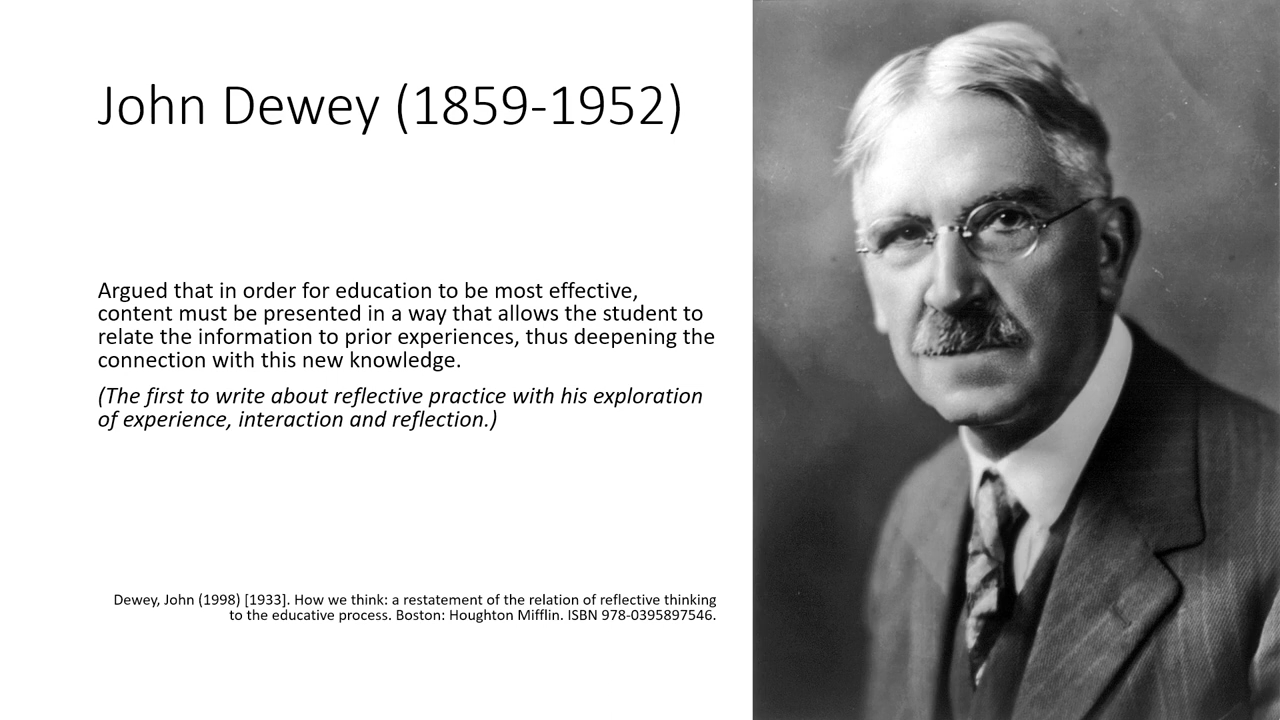 John Dewey (1859-1952)
Argued that in order for education to be most effective,
content must be presented in a way that allows the student to
relate the information to prior experiences, thus deepening the
connection with this new knowledge.
(The first to write about reflective practice with his exploration
of experience, interaction and reflection.)
Dewey, John (1998) [1933]. How we think: a restatement of the relation of reflective thinking
to the educative process. Boston: Houghton Mifflin. ISBN 978-0395897546.